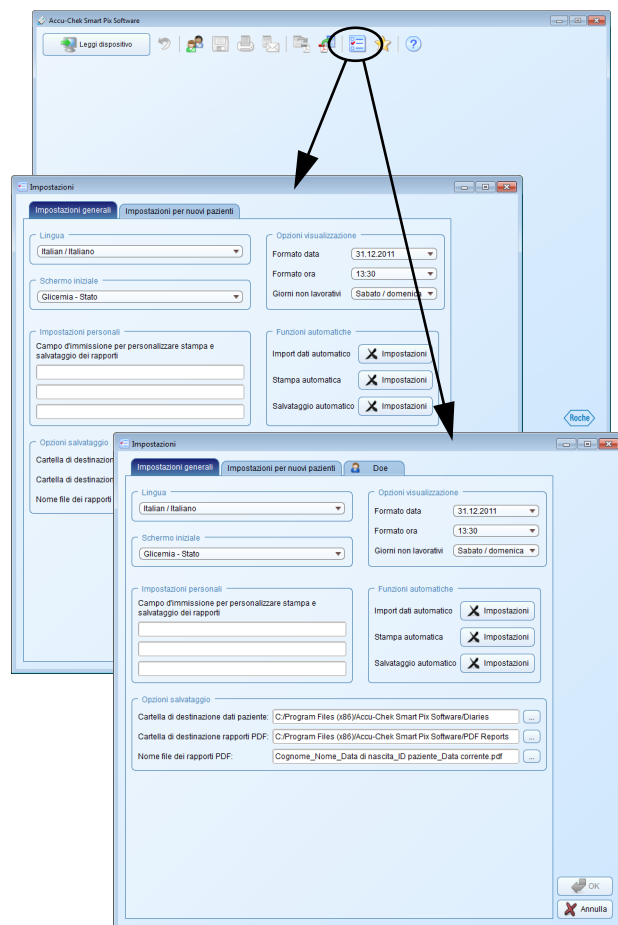 Accu-Chek Smart Pix Software
Leggi dispositivo
?
Impostazioni
Impostazioni generali
Impostazioni per nuovi pazienti
Lingua
Italian / Italiano
Schermo iniziale
Glicemia - Stato
Opzioni visualizzazione
Formato data 31.12.2011
Formato ora 13:30
Giorni non lavorativi Sabato / domenica
Impostazioni personali
Campo d'immissione per personalizzare stampa e
salvataggio dei rapporti
Funzioni automatiche
Import dati automatico Impostazioni
Stampa automatica Impostazioni
Salvataggio automatico Impostazioni
Roche
Opzioni salvataggio
Cartella di destinazion
Cartella di destinazion
Nome file dei rapporti
Impostazioni
Impostazioni generali
Impostazioni per nuovi pazienti
Doe
Lingua
Italian / Italiano
Schermo iniziale
Glicemia - Stato
Opzioni visualizzazione
Formato data 31.12.2011
Formato ora 13:30
Giorni non lavorativi Sabato / domenica
Impostazioni personali
Campo d'immissione per personalizzare stampa e
salvataggio dei rapporti
Funzioni automatiche
Import dati automatico Impostazioni
Stampa automatica Impostazioni
Salvataggio automatico Impostazioni
Opzioni salvataggio
Cartella di destinazione dati paziente: C:/Program Files (x86)/Accu-Chek Smart Pix Software/Diaries ...
Cartella di destinazione rapporti PDF: C:/Program Files (x86)/Accu-Chek Smart Pix Software/PDF Reports ...
Nome file dei rapporti PDF: Cognome_Nome_Data di nascita_ID paziente_Data corrente.pdf ...
OK
Annulla